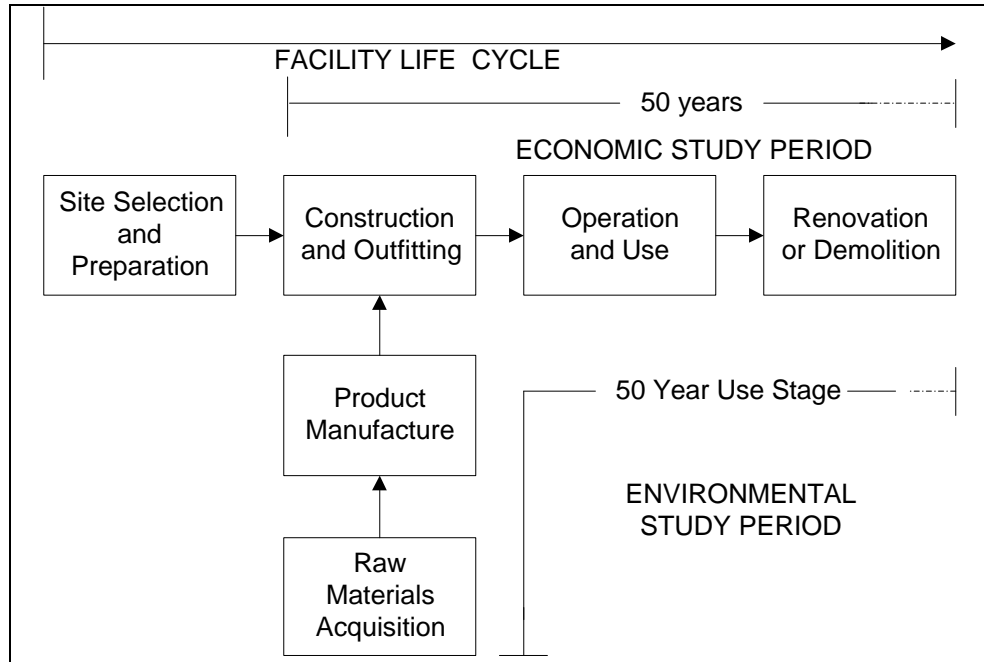 FACILITY LIFE CYCLE
50 years
ECONOMIC STUDY PERIOD
Site Selection
and
Preparation
Construction
and Outfitting
Operation
and Use
Renovation
or Demolition
Product
Manufacture
50 Year Use Stage
ENVIRONMENTAL
STUDY PERIOD
Raw
Materials
Acquisition